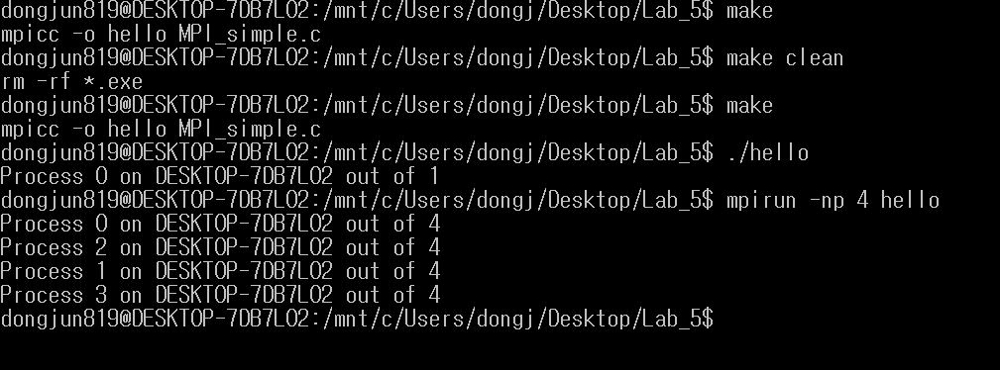 dongjun819@DESKTOP-7DB7LO2:/mnt/c/Users/dongj/Desktop/Lab_5$ make
mpicc -o hello MPI_simple.c
dongjun819@DESKTOP-7DB7LO2:/mnt/c/Users/dongj/Desktop/Lab_5$ make clean
rm -rf *.exe
dongjun819@DESKTOP-7DB7LO2:/mnt/c/Users/dongj/Desktop/Lab_5$ make
mpicc -o hello MPI_simple.c
dongjun819@DESKTOP-7DB7LO2:/mnt/c/Users/dongj/Desktop/Lab_5$ ./hello
Process 0 on DESKTOP-7DB7LO2 out of 1
dongjun819@DESKTOP-7DB7LO2:/mnt/c/Users/dongj/Desktop/Lab_5$ mpirun -np 4 hello
Process 0 on DESKTOP-7DB7LO2 out of 4
Process 2 on DESKTOP-7DB7LO2 out of 4
Process 1 on DESKTOP-7DB7LO2 out of 4
Process 3 on DESKTOP-7DB7LO2 out of 4
dongjun819@DESKTOP-7DB7LO2:/mnt/c/Users/dongj/Desktop/Lab_5$